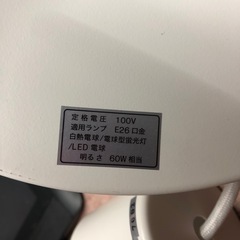 定格電圧 100V
適用ランプ E26口金
白熱電球/電球型蛍光灯
/LED電球
明るさ 60W相当